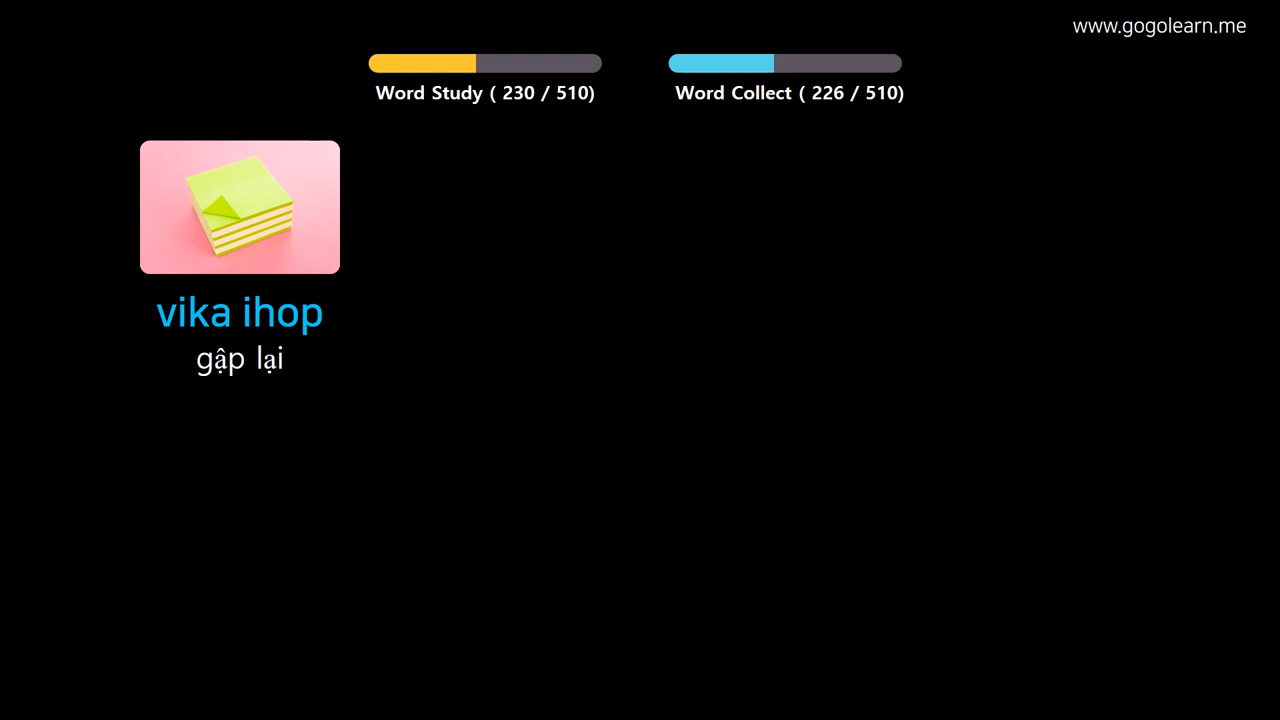 www.gogolearn.me
Word Study ( 230 / 510)
Word Collect ( 226 / 510)
vika ihop
gập lại